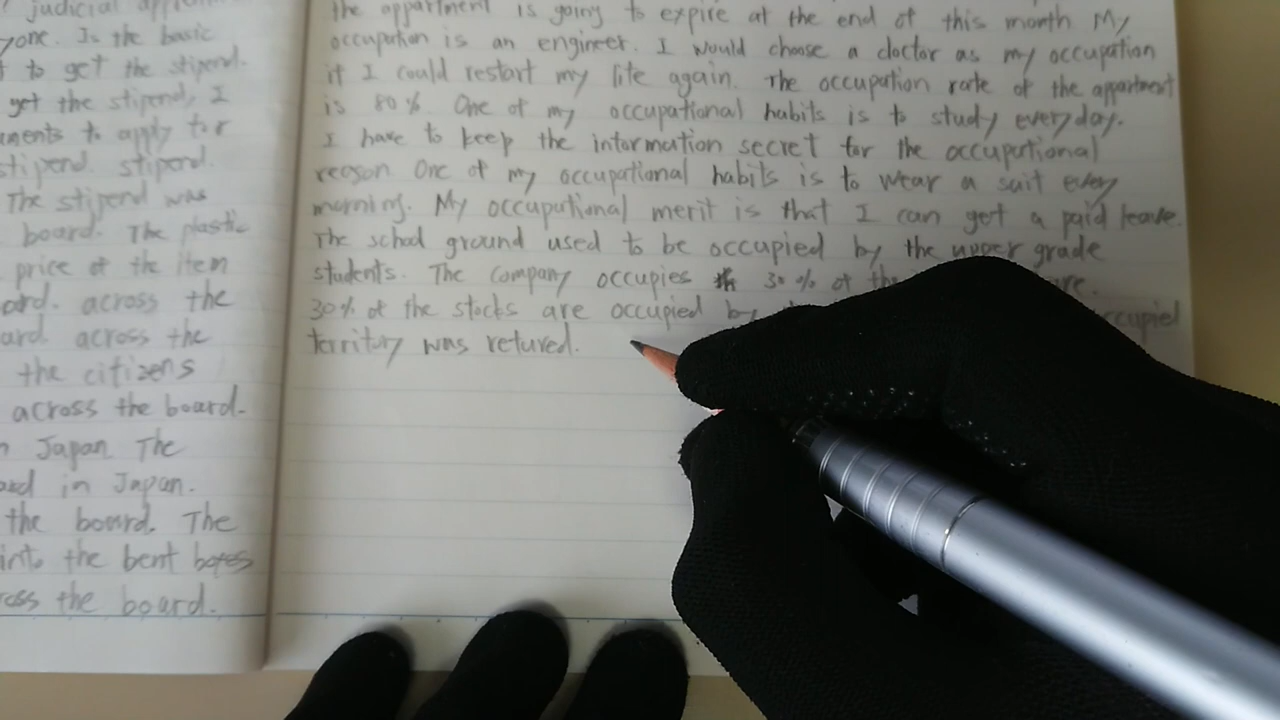 judicial
yone. Is the basic
to get the stipend.
get the stipend, I
ments to apply for
stipend. stipend.
The stipend was
board. The plastic
price of the item
ard. across the
ard across the
the citizens
across the board.
Japan The
ard in Japan.
the board. The
into the bent boxes
ross the board.
the appartment is going to expire at the end of this month My
occupation is an engineer. I would choose a doctor as my occupation
if I could restart my life again. The occupation rate of the appartment
is 80%. One of my occupational habits is to study everyday.
I have to keep the information secret for the occupational
reason One of my occupational habits is to wear a suit every
morning. My occupational merit is that I can get a paid leave.
The school ground used to be occupied by the upper grade
students. The company occupies 30% of the
30% of the stocks are occupied by ccupied
territory was retured.